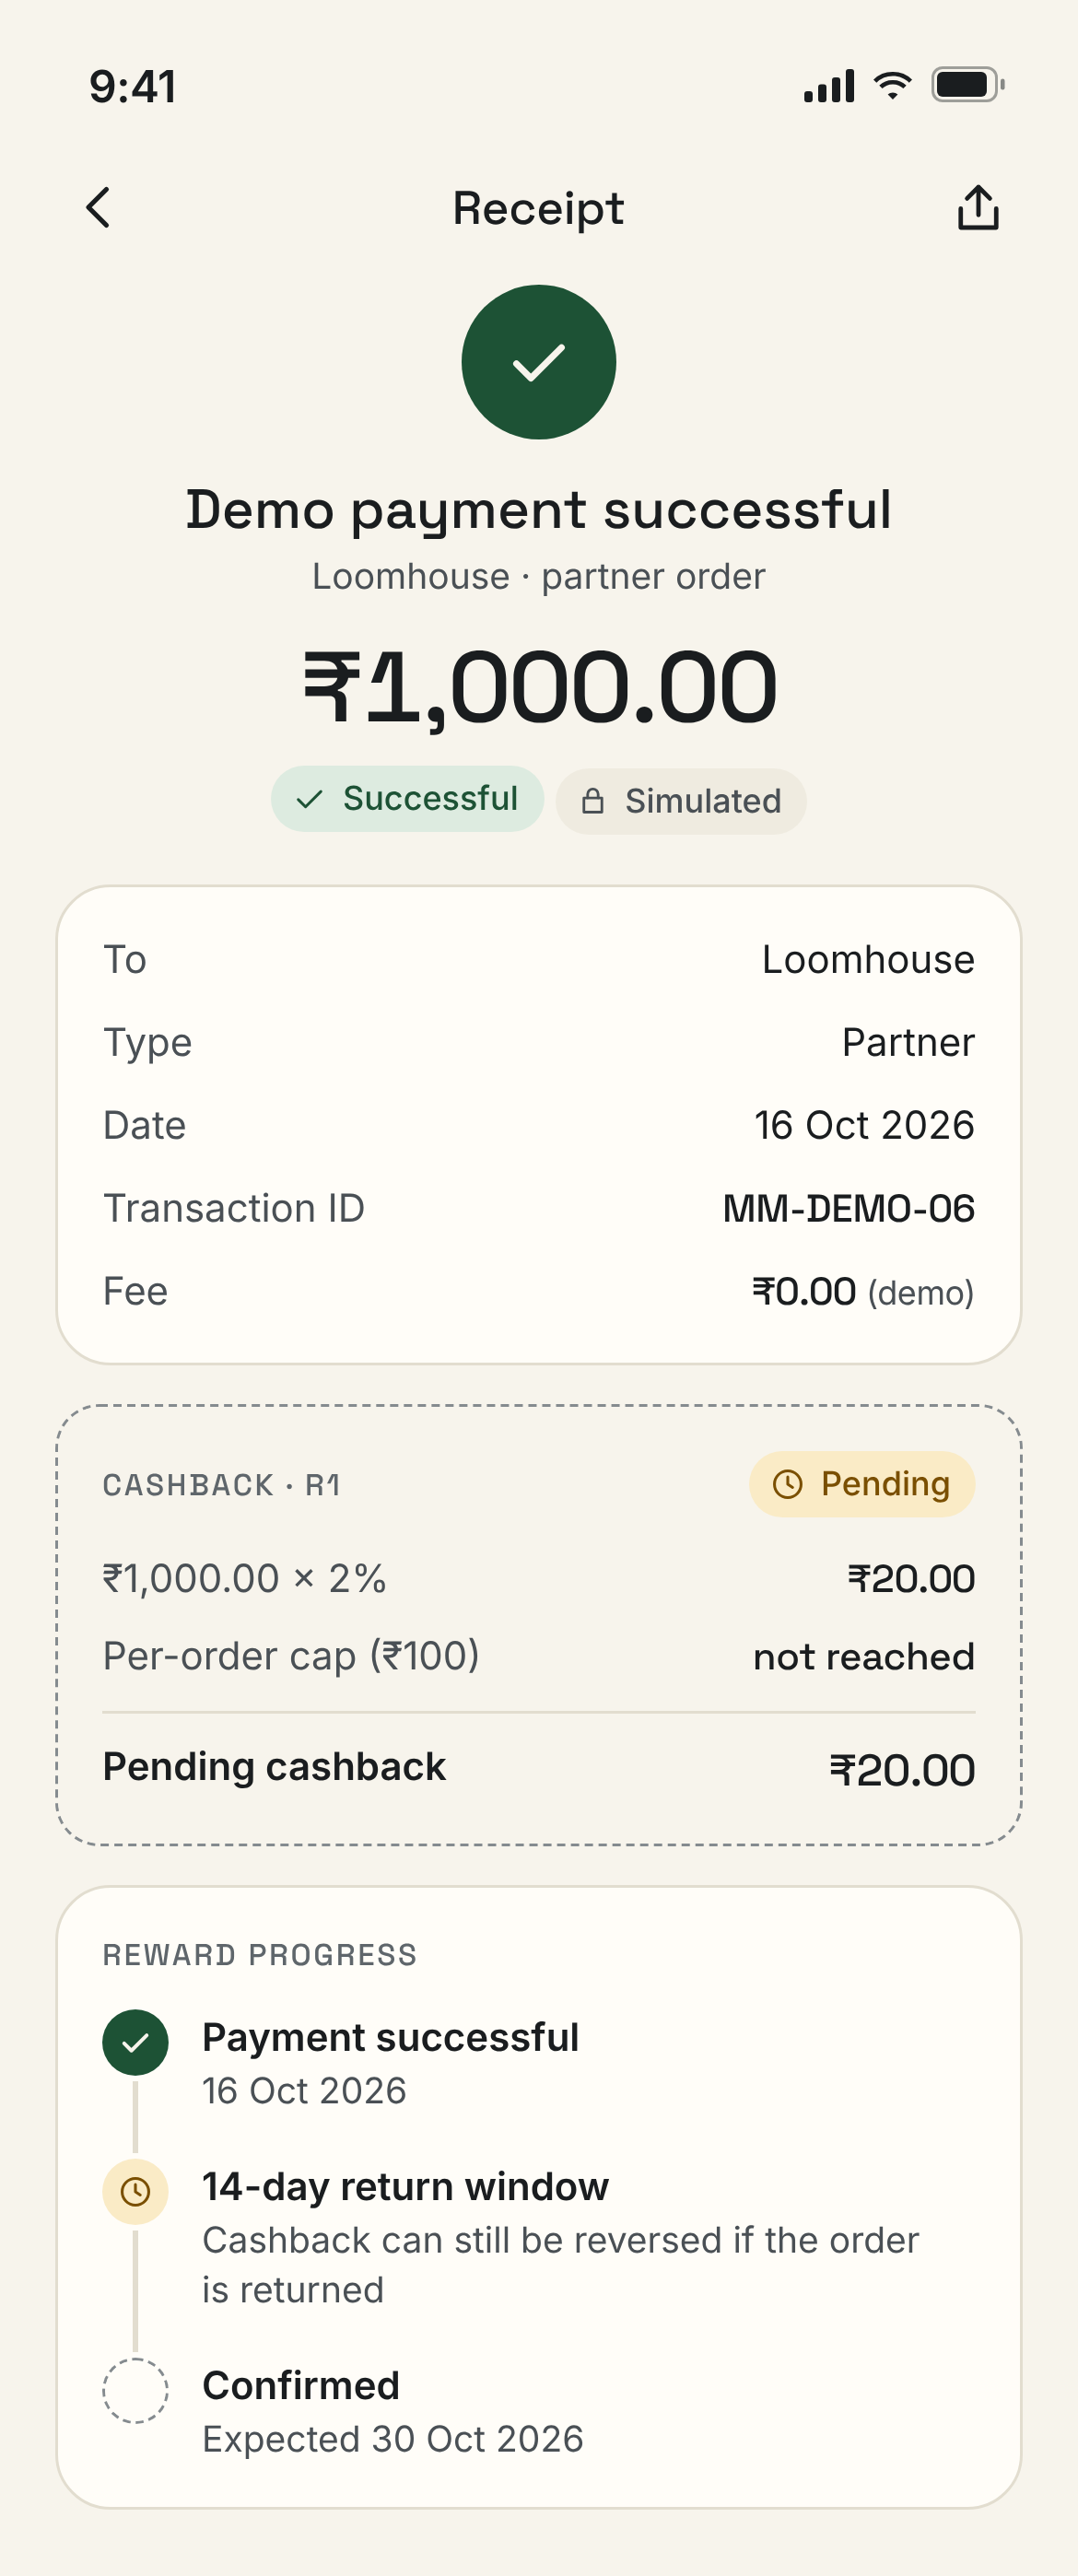 9:41
Receipt
Demo payment successful
Loomhouse · partner order
₹1,000.00
Successful Simulated
To Loomhouse
Type Partner
Date 16 Oct 2026
Transaction ID MM-DEMO-06
Fee ₹0.00 (demo)
CASHBACK · R1 Pending
₹1,000.00 × 2% ₹20.00
Per-order cap (₹100) not reached
Pending cashback ₹20.00
REWARD PROGRESS
Payment successful
16 Oct 2026
14-day return window
Cashback can still be reversed if the order
is returned
Confirmed
Expected 30 Oct 2026